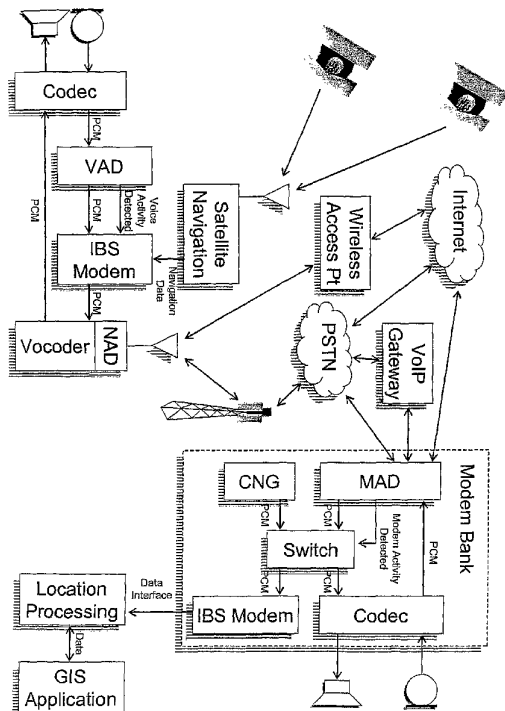 Codec
PCM
VAD
PCM
Voice
Activity
Detected
IBS
Modem
PCM
PCM
Vocoder
NAD
Satellite
Navigation
Navigation
Data
Wireless
Access Pt
Internet
PSTN
VoIP
Gateway
Modem Bank
CNG
MAD
PCM
PCM
Modem Activity
Detected
PCM
Switch
PCM
PCM
IBS Modem
Codec
Data
Interface
Location
Processing
Data
GIS
Application